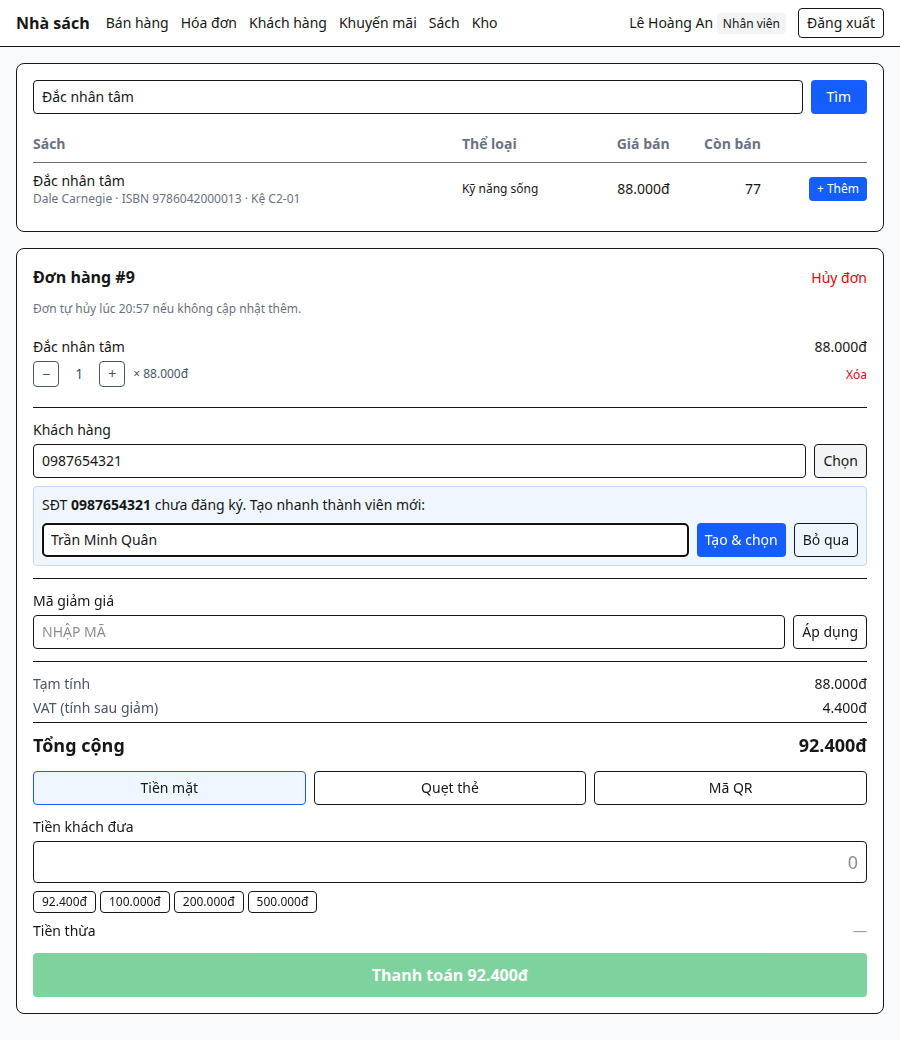 Nhà sách Bán hàng Hóa đơn Khách hàng Khuyến mãi Sách Kho Lê Hoàng An Nhân viên Đăng xuất
Đắc nhân tâm Tìm
Sách Thể loại Giá bán Còn bán
Đắc nhân tâm Kỹ năng sống 88.000đ 77 + Thêm
Dale Carnegie · ISBN 9786042000013 · Kệ C2-01
Đơn hàng #9 Hủy đơn
Đơn tự hủy lúc 20:57 nếu không cập nhật thêm.
Đắc nhân tâm 88.000đ
− 1 + × 88.000đ Xóa
Khách hàng
0987654321 Chọn
SĐT 0987654321 chưa đăng ký. Tạo nhanh thành viên mới:
Trần Minh Quân Tạo & chọn Bỏ qua
Mã giảm giá
NHẬP MÃ Áp dụng
Tạm tính 88.000đ
VAT (tính sau giảm) 4.400đ
Tổng cộng 92.400đ
Tiền mặt Quẹt thẻ Mã QR
Tiền khách đưa
0
92.400đ 100.000đ 200.000đ 500.000đ
Tiền thừa —
Thanh toán 92.400đ